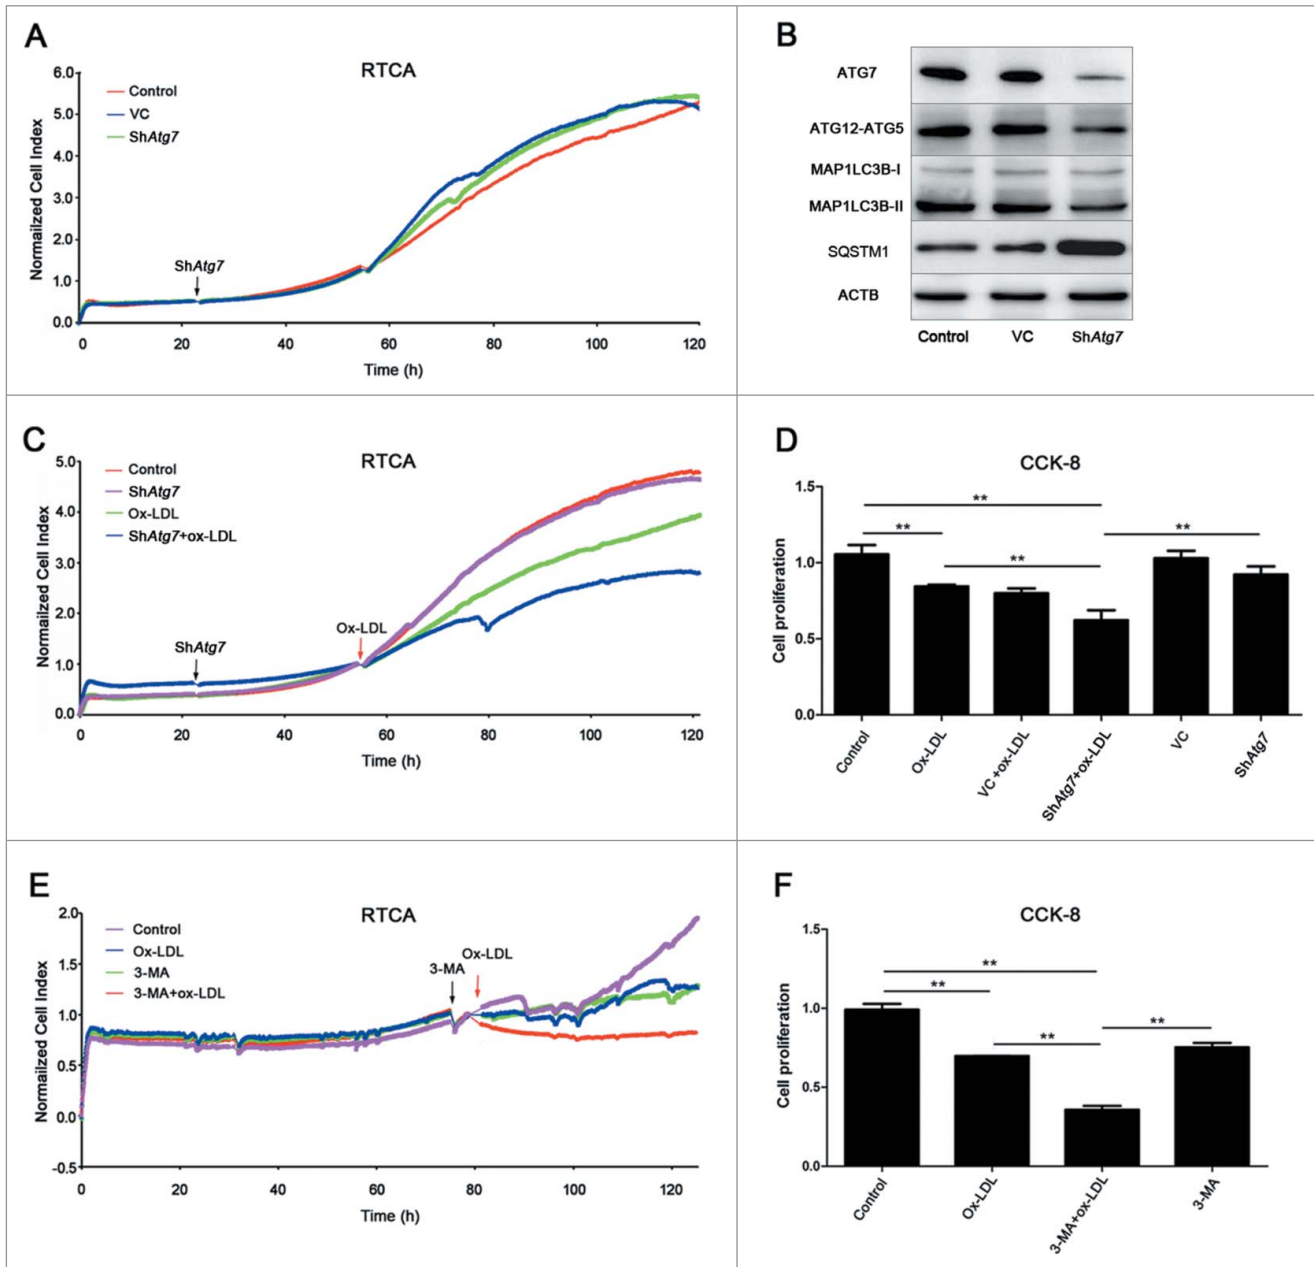 A
RTCA
Control
VC
ShAtg7
Normailzed Cell Index
6.0
5.0
4.0
3.0
2.0
1.0
0.0
ShAtg7
0 20 40 60 80 100 120
Time (h)
B
ATG7
ATG12-ATG5
MAP1LC3B-I
MAP1LC3B-II
SQSTM1
ACTB
Control VC ShAtg7
C
RTCA
Control
ShAtg7
Ox-LDL
ShAtg7+ox-LDL
Normailzed Cell Index
5.0
4.0
3.0
2.0
1.0
0.0
ShAtg7
Ox-LDL
0 20 40 60 80 100 120
Time (h)
D
CCK-8
Cell proliferation
1.5
1.0
0.5
0.0
**
**
**
**
Control
Ox-LDL
VC+ox-LDL
ShAtg7+ox-LDL
VC
ShAtg7
E
RTCA
Control
Ox-LDL
3-MA
3-MA+ox-LDL
Normailzed Cell Index
2.0
1.5
1.0
0.5
0.0
-0.5
3-MA
Ox-LDL
0 20 40 60 80 100 120
Time (h)
F
CCK-8
Cell proliferation
1.5
1.0
0.5
0.0
**
**
**
**
Control
Ox-LDL
3-MA+ox-LDL
3-MA